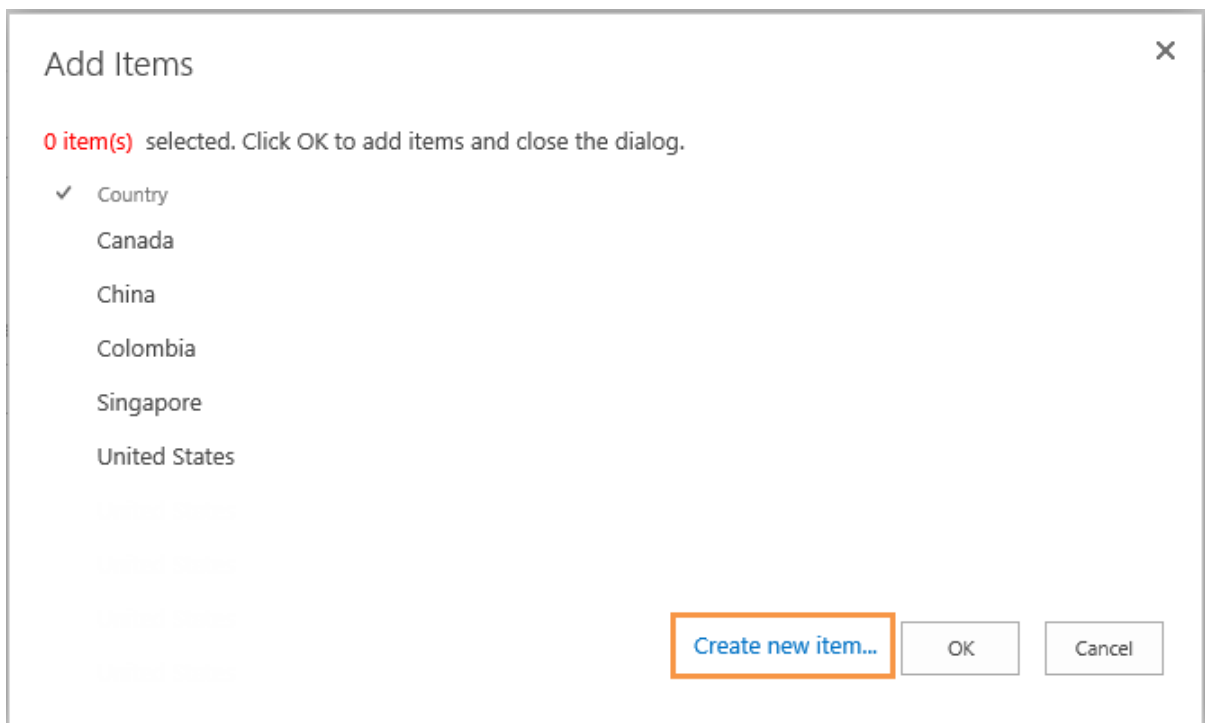 Add Items
0 item(s) selected. Click OK to add items and close the dialog.
Country
Canada
China
Colombia
Singapore
United States
Create new item... OK Cancel